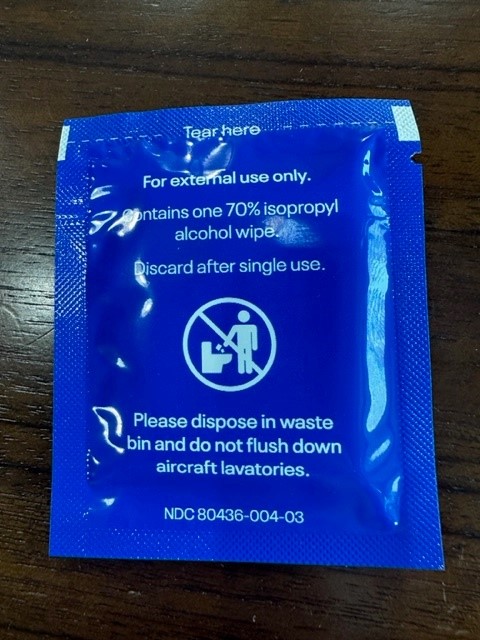 Tear here
For external use only.
Contains one 70% isopropyl
alcohol wipe.
Discard after single use.
Please dispose in waste
bin and do not flush down
aircraft lavatories.
NDC 80436-004-03